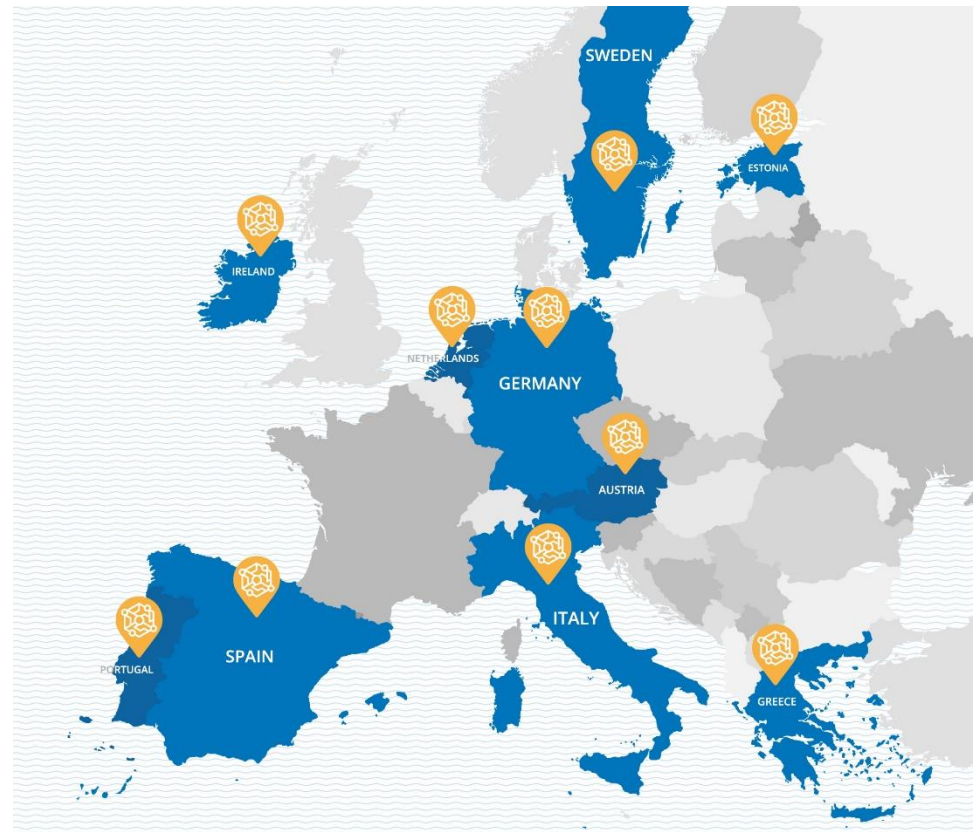 SWEDEN
ESTONIA
IRELAND
NETHERLANDS
GERMANY
AUSTRIA
ITALY
SPAIN
PORTUGAL
GREECE